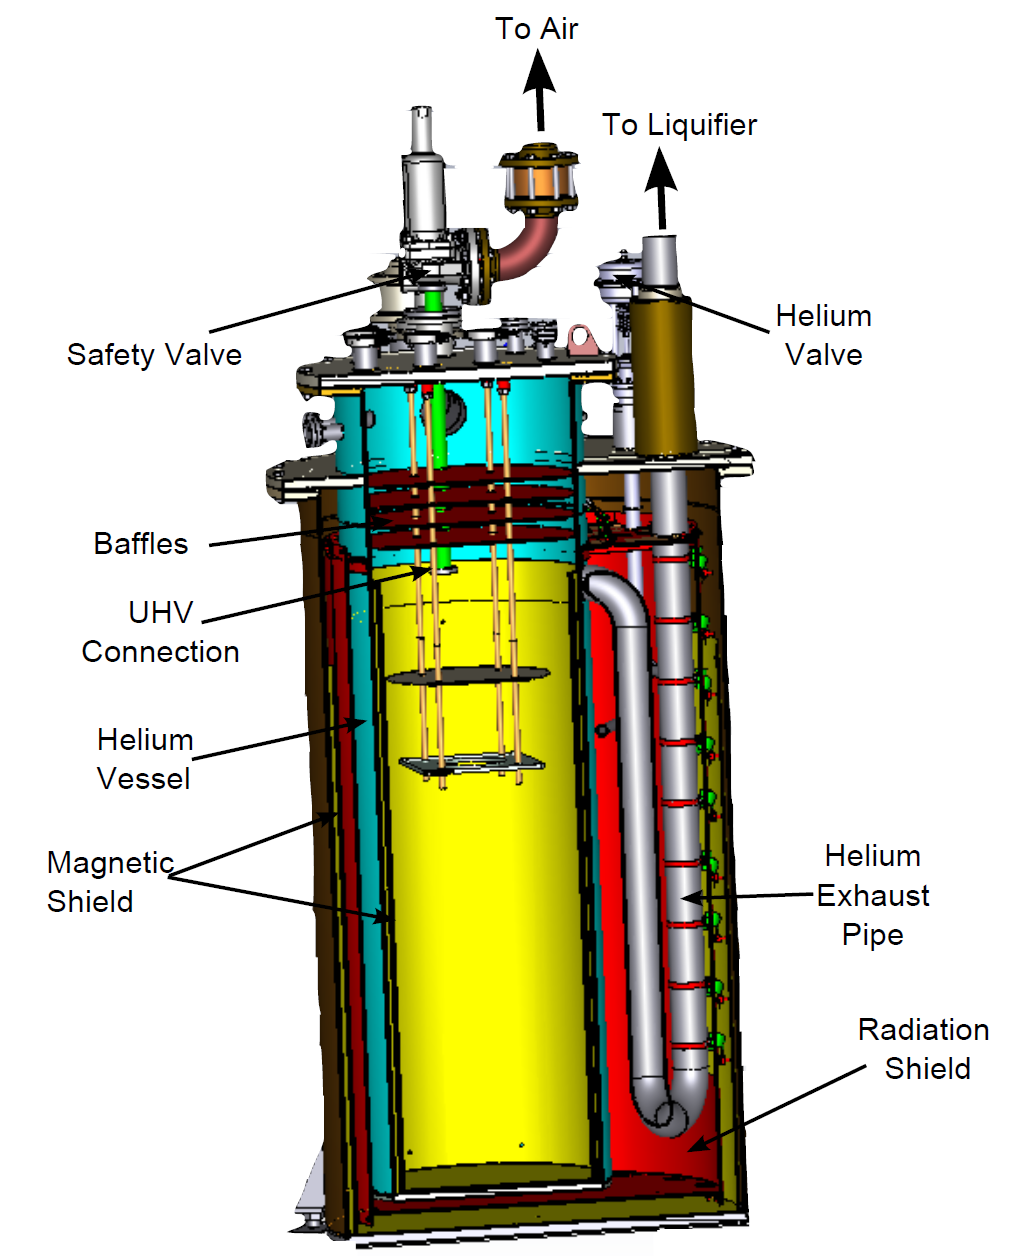 To Air
To Liquifier
Safety Valve
Helium
Valve
Baffles
UHV
Connection
Helium
Vessel
Magnetic
Shield
Helium
Exhaust
Pipe
Radiation
Shield